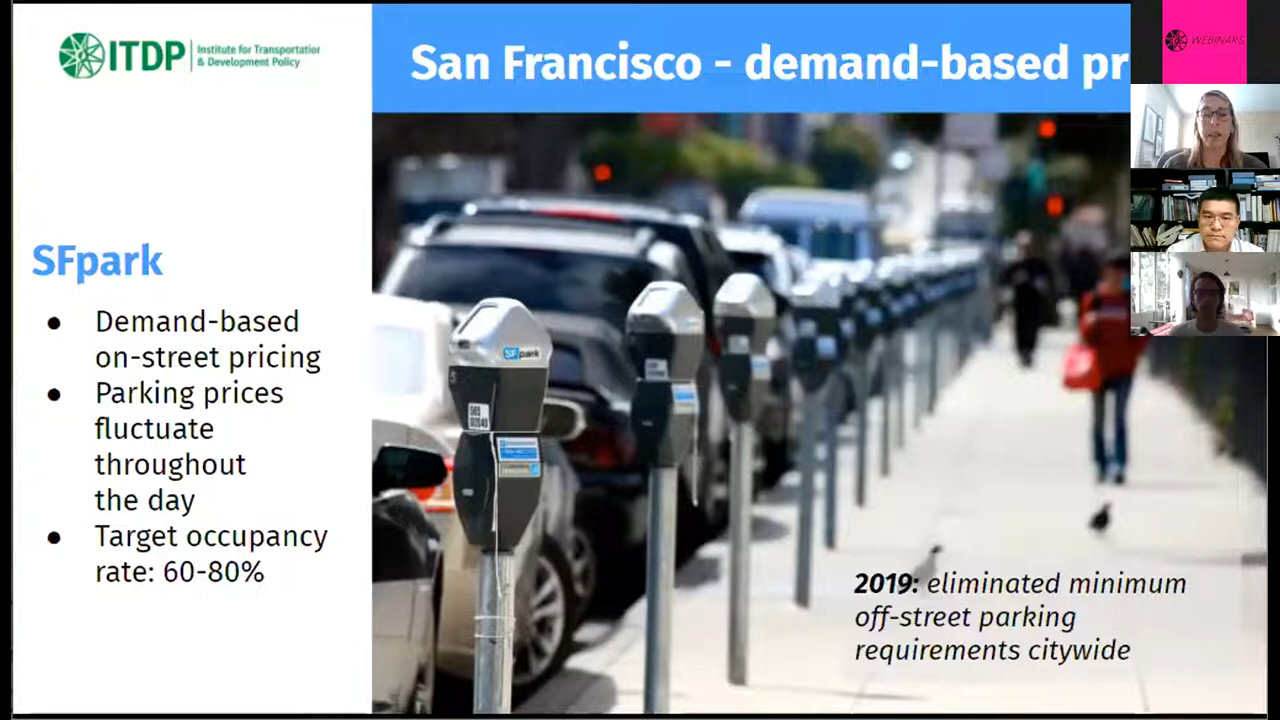 ITDP
Institute for Transportation
& Development Policy
San Francisco - demand-based pr
WEBINARS
SFpark
● Demand-based
on-street pricing
● Parking prices
fluctuate
throughout
the day
● Target occupancy
rate: 60-80%
SFpark
2019: eliminated minimum
off-street parking
requirements citywide